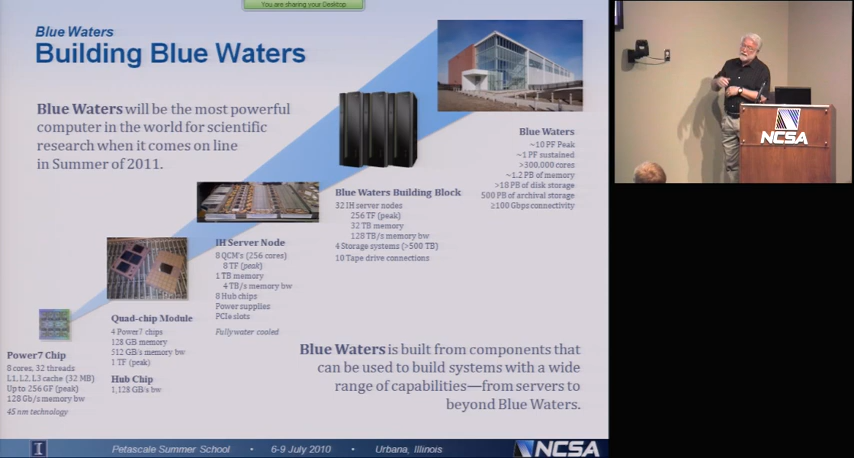 You are sharing your Desktop
Blue Waters
Building Blue Waters
Blue Waters will be the most powerful
computer in the world for scientific
research when it comes on line
in Summer of 2011.
Blue Waters
~10 PF Peak
~1 PF sustained
>300,000 cores
~1.2 PB of memory
>18 PB of disk storage
500 PB of archival storage
≥100 Gbps connectivity
Blue Waters Building Block
32 IH server nodes
256 TF (peak)
32 TB memory
128 TB/s memory bw
4 Storage systems (>500 TB)
10 Tape drive connections
IH Server Node
8 QCM's (256 cores)
8 TF (peak)
1 TB memory
4 TB/s memory bw
8 Hub chips
Power supplies
PCIe slots
Fully water cooled
Quad-chip Module
4 Power7 chips
128 GB memory
512 GB/s memory bw
1 TF (peak)
Hub Chip
1,128 GB/s bw
Power7 Chip
8 cores, 32 threads
L1, L2, L3 cache (32 MB)
Up to 256 GF (peak)
128 Gb/s memory bw
45 nm technology
Blue Waters is built from components that
can be used to build systems with a wide
range of capabilities—from servers to
beyond Blue Waters.
I
Petascale Summer School • 6-9 July 2010 • Urbana, Illinois
NCSA
NCSA